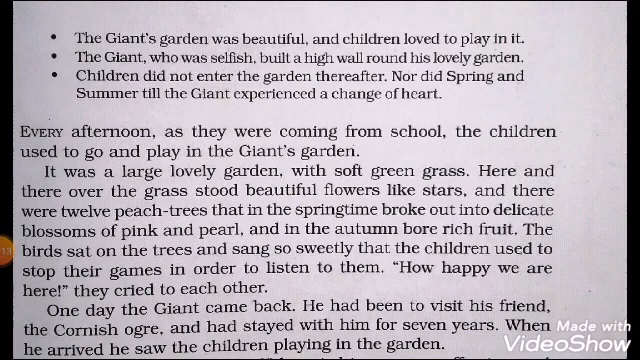 • The Giant's garden was beautiful, and children loved to play in it.
• The Giant, who was selfish, built a high wall round his lovely garden.
• Children did not enter the garden thereafter. Nor did Spring and
Summer till the Giant experienced a change of heart.
EVERY afternoon, as they were coming from school, the children
used to go and play in the Giant's garden.
It was a large lovely garden, with soft green grass. Here and
there over the grass stood beautiful flowers like stars, and there
were twelve peach-trees that in the springtime broke out into delicate
blossoms of pink and pearl, and in the autumn bore rich fruit. The
birds sat on the trees and sang so sweetly that the children used to
stop their games in order to listen to them. “How happy we are
here!” they cried to each other.
One day the Giant came back. He had been to visit his friend,
the Cornish ogre, and had stayed with him for seven years. When
he arrived he saw the children playing in the garden.
13
Made with
VideoShow